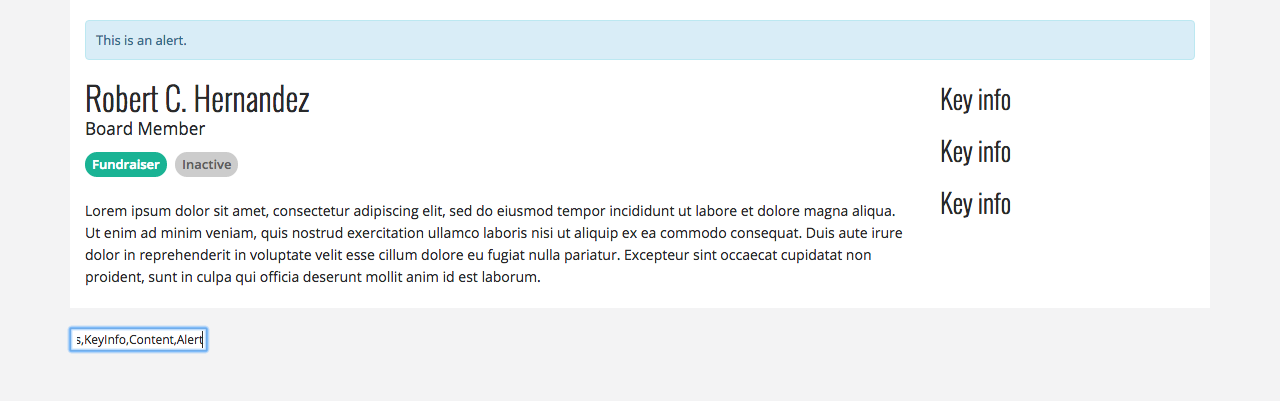 This is an alert.
Robert C. Hernandez
Board Member
Fundraiser Inactive
Lorem ipsum dolor sit amet, consectetur adipiscing elit, sed do eiusmod tempor incididunt ut labore et dolore magna aliqua.
Ut enim ad minim veniam, quis nostrud exercitation ullamco laboris nisi ut aliquip ex ea commodo consequat. Duis aute irure
dolor in reprehenderit in voluptate velit esse cillum dolore eu fugiat nulla pariatur. Excepteur sint occaecat cupidatat non
proident, sunt in culpa qui officia deserunt mollit anim id est laborum.
Key info
Key info
Key info
s,KeyInfo,Content,Alert